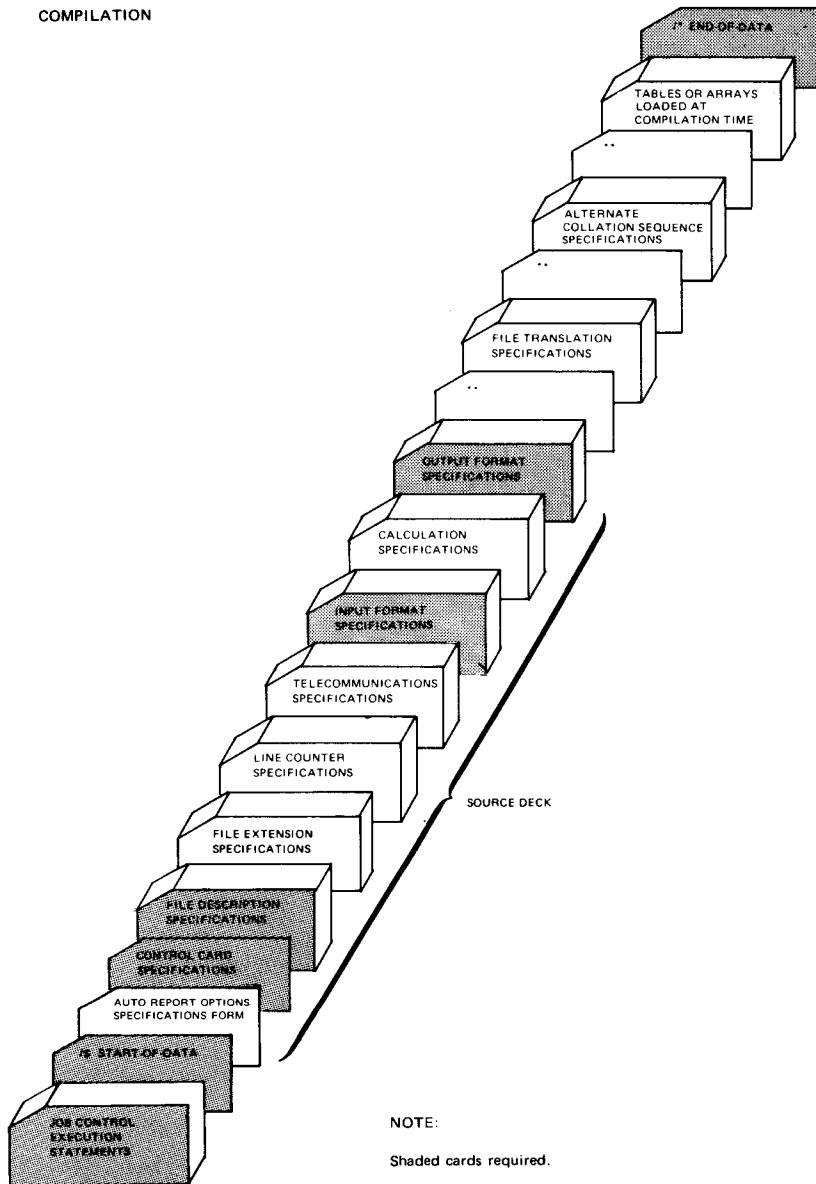 COMPILATION
/* END-OF-DATA
TABLES OR ARRAYS
LOADED AT
COMPILATION TIME
**
ALTERNATE
COLLATION SEQUENCE
SPECIFICATIONS
**
FILE TRANSLATION
SPECIFICATIONS
**
OUTPUT FORMAT
SPECIFICATIONS
CALCULATION
SPECIFICATIONS
INPUT FORMAT
SPECIFICATIONS
TELECOMMUNICATIONS
SPECIFICATIONS
LINE COUNTER
SPECIFICATIONS
SOURCE DECK
FILE EXTENSION
SPECIFICATIONS
FILE DESCRIPTION
SPECIFICATIONS
CONTROL CARD
SPECIFICATIONS
AUTO REPORT OPTIONS
SPECIFICATIONS FORM
/$ START-OF-DATA
JOB CONTROL
EXECUTION
STATEMENTS
NOTE:
Shaded cards required.